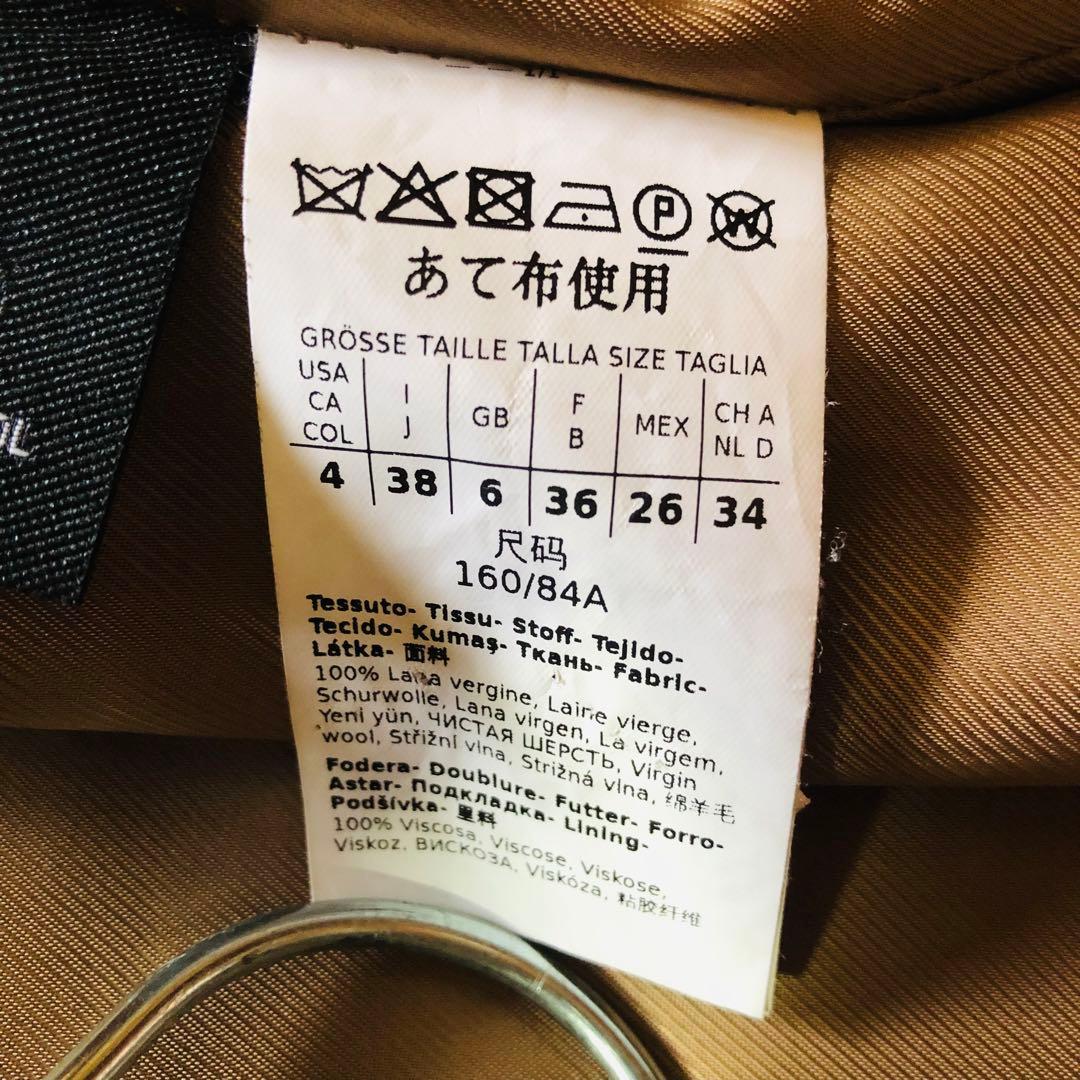 P W
あて布使用
GRÖSSE TAILLE TALLA SIZE TAGLIA
USA CA COL I J GB F B MEX CH A NL D
4 38 6 36 26 34
尺码
160/84A
Tessuto- Tissu- Stoff- Tejido-
Tecido- Kumaş- Ткань- Fabric-
Látka- 面料
100% Lana vergine, Laine vierge,
Schurwolle, Lana virgen, Lã virgem,
Yeni yün, ЧИСТАЯ ШЕРСТЬ, Virgin
wool, Střižní vlna, Strižná vlna, 绵羊毛
Fodera- Doublure- Futter- Forro-
Astar- Подкладка- Lining-
Podšívka- 里料
100% Viscosa, Viscose, Viskose,
Viskoz, ВИСКОЗА, Viskóza, 粘胶纤维